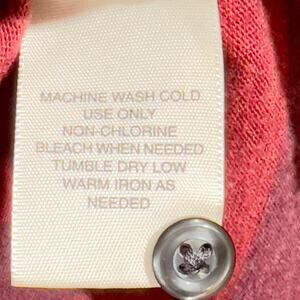 MACHINE WASH COLD
USE ONLY
NON-CHLORINE
BLEACH WHEN NEEDED
TUMBLE DRY LOW
WARM IRON AS
NEEDED